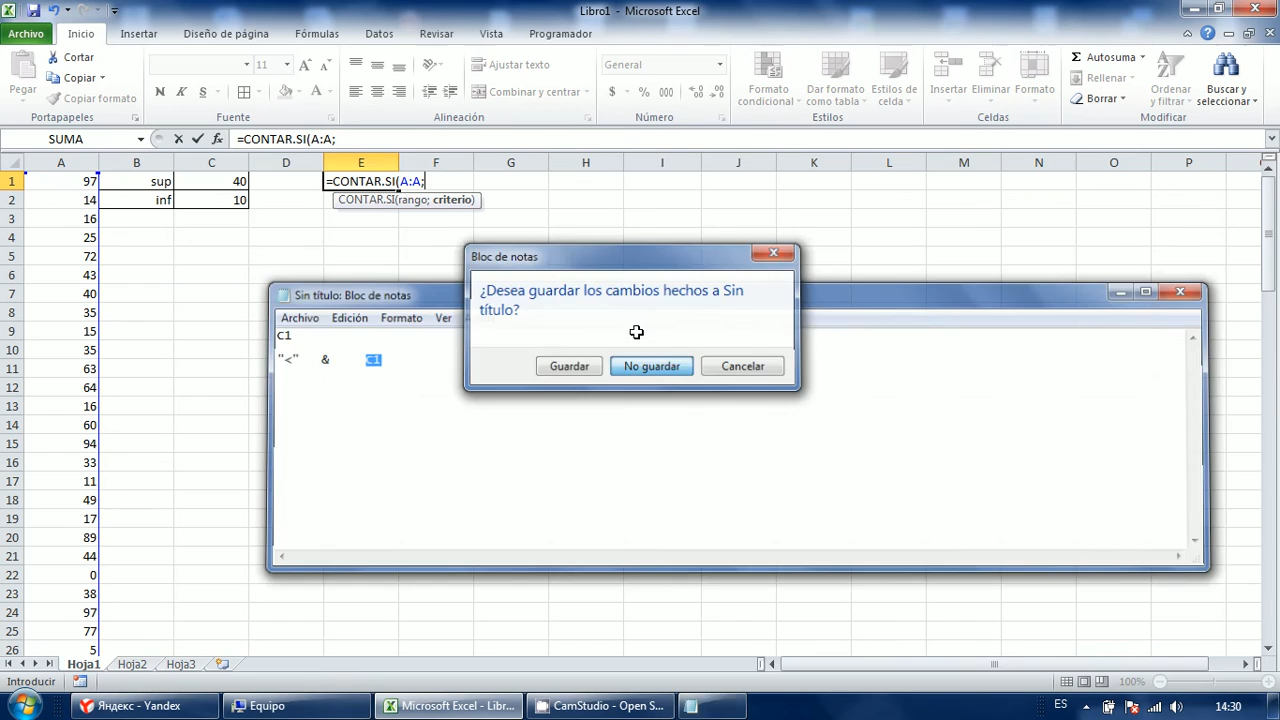 Libro1 - Microsoft Excel
Archivo Inicio Insertar Diseño de página Fórmulas Datos Revisar Vista Programador
Pegar
Cortar
Copiar
Copiar formato
Portapapeles
11
N K S
Fuente
Ajustar texto
Combinar y centrar
Alineación
General
$ % 000
Número
Formato condicional
Dar formato como tabla
Estilos de celda
Estilos
Insertar Eliminar Formato
Celdas
Autosuma
Rellenar
Borrar
Ordenar y filtrar
Buscar y seleccionar
Modificar
SUMA =CONTAR.SI(A:A;
A B C D E F G H I J K L M N O P
1 97 sup 40 =CONTAR.SI(A:A;
CONTAR.SI(rango; criterio)
2 14 inf 10
3 16
4 25
5 72
6 43
7 40
8 35
9 15
10 35
11 63
12 64
13 16
14 60
15 94
16 33
17 11
18 49
19 17
20 89
21 44
22 0
23 38
24 97
25 77
26 5
Bloc de notas
¿Desea guardar los cambios hechos a Sin
título?
Guardar No guardar Cancelar
Sin título: Bloc de notas
Archivo Edición Formato Ver
C1
"<" & C1
Hoja1 Hoja2 Hoja3
Introducir 100%
Яндекс - Yandex Equipo Microsoft Excel - Lib... CamStudio - Open S... ES 14:30